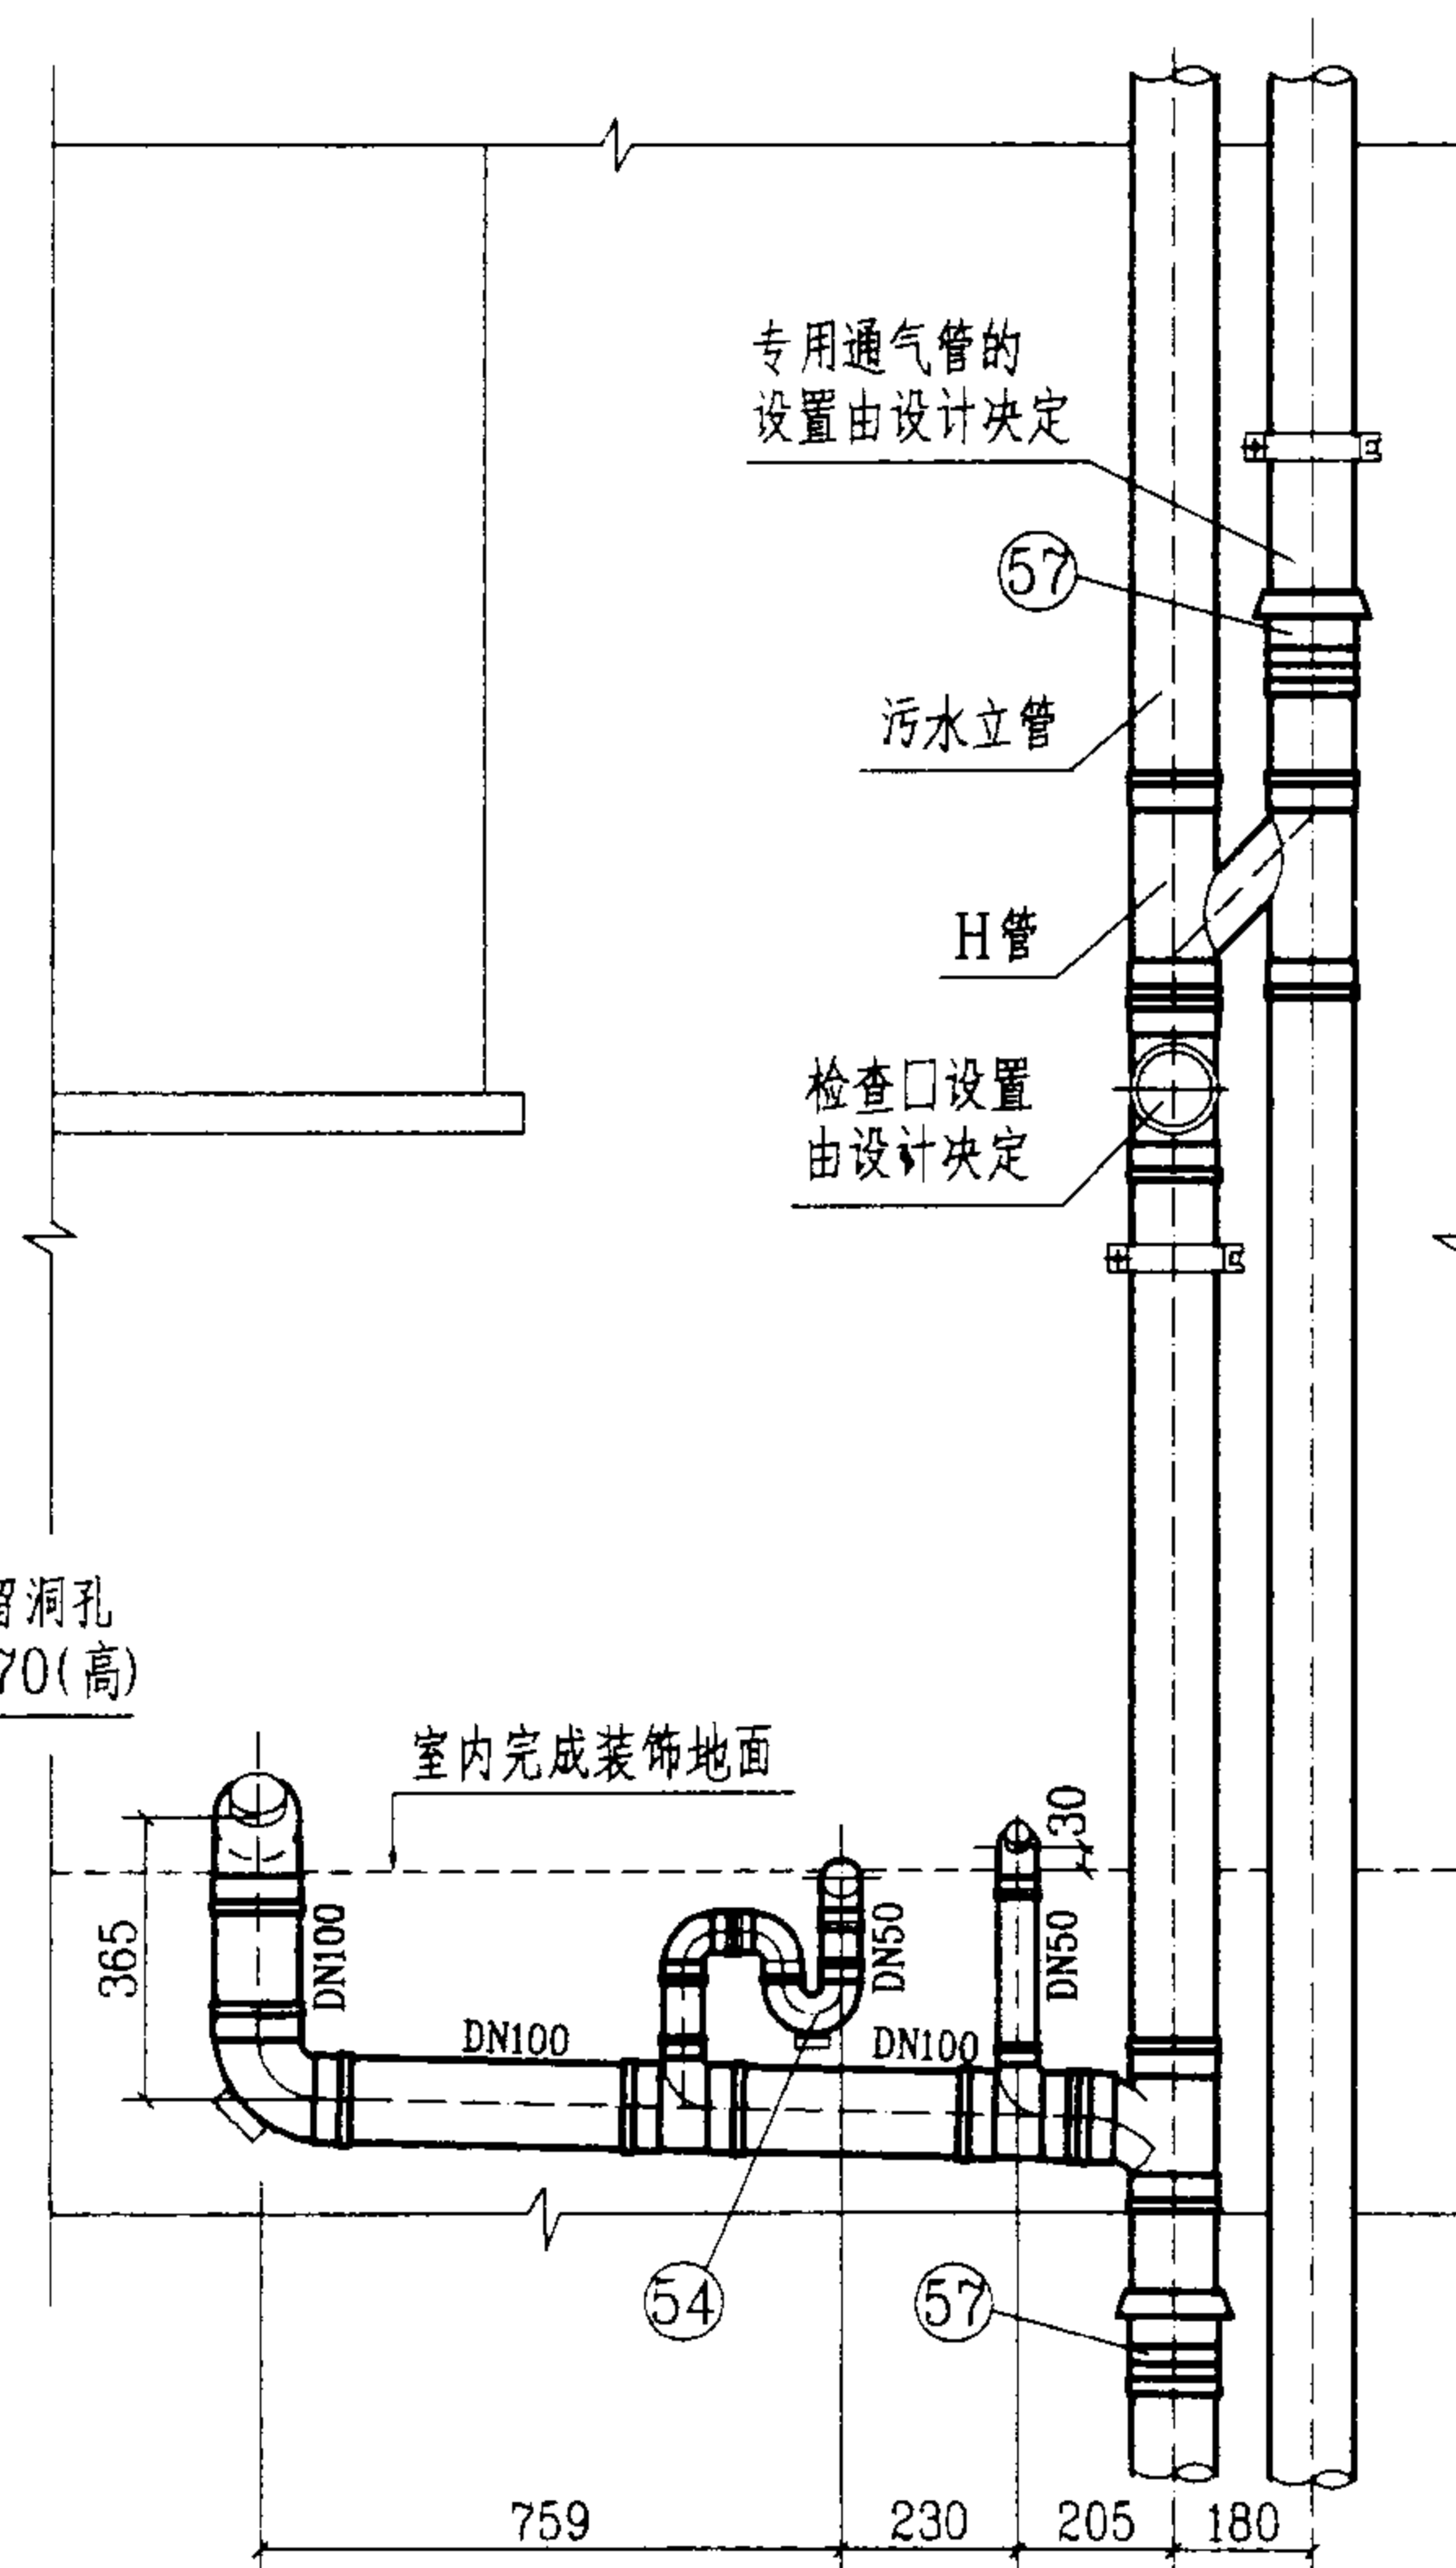 专用通气管的
设置由设计决定
57
污水立管
H管
检查口设置
由设计决定
留洞孔
70(高)
室内完成装饰地面
30
365
DN100
DN50
DN50
DN100
DN100
54
57
759
230
205
180